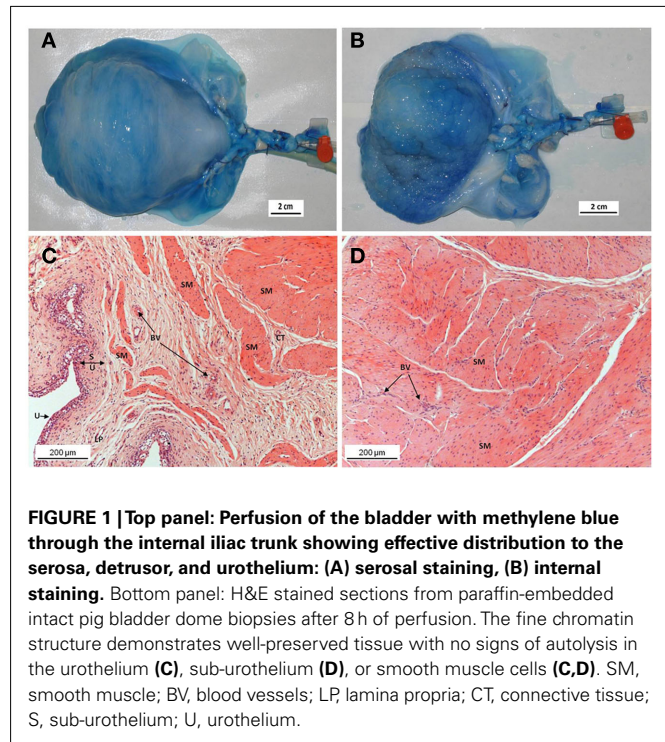 A
B
2 cm
2 cm
C
D
SM
SM
BV
CT
SM
SM
S
U
SM
BV
U
SM
LP
SM
200 µm
200 µm
FIGURE 1 | Top panel: Perfusion of the bladder with methylene blue
through the internal iliac trunk showing effective distribution to the
serosa, detrusor, and urothelium: (A) serosal staining, (B) internal
staining. Bottom panel: H&E stained sections from paraffin-embedded
intact pig bladder dome biopsies after 8 h of perfusion. The fine chromatin
structure demonstrates well-preserved tissue with no signs of autolysis in
the urothelium (C), sub-urothelium (D), or smooth muscle cells (C,D). SM,
smooth muscle; BV, blood vessels; LP, lamina propria; CT, connective tissue;
S, sub-urothelium; U, urothelium.